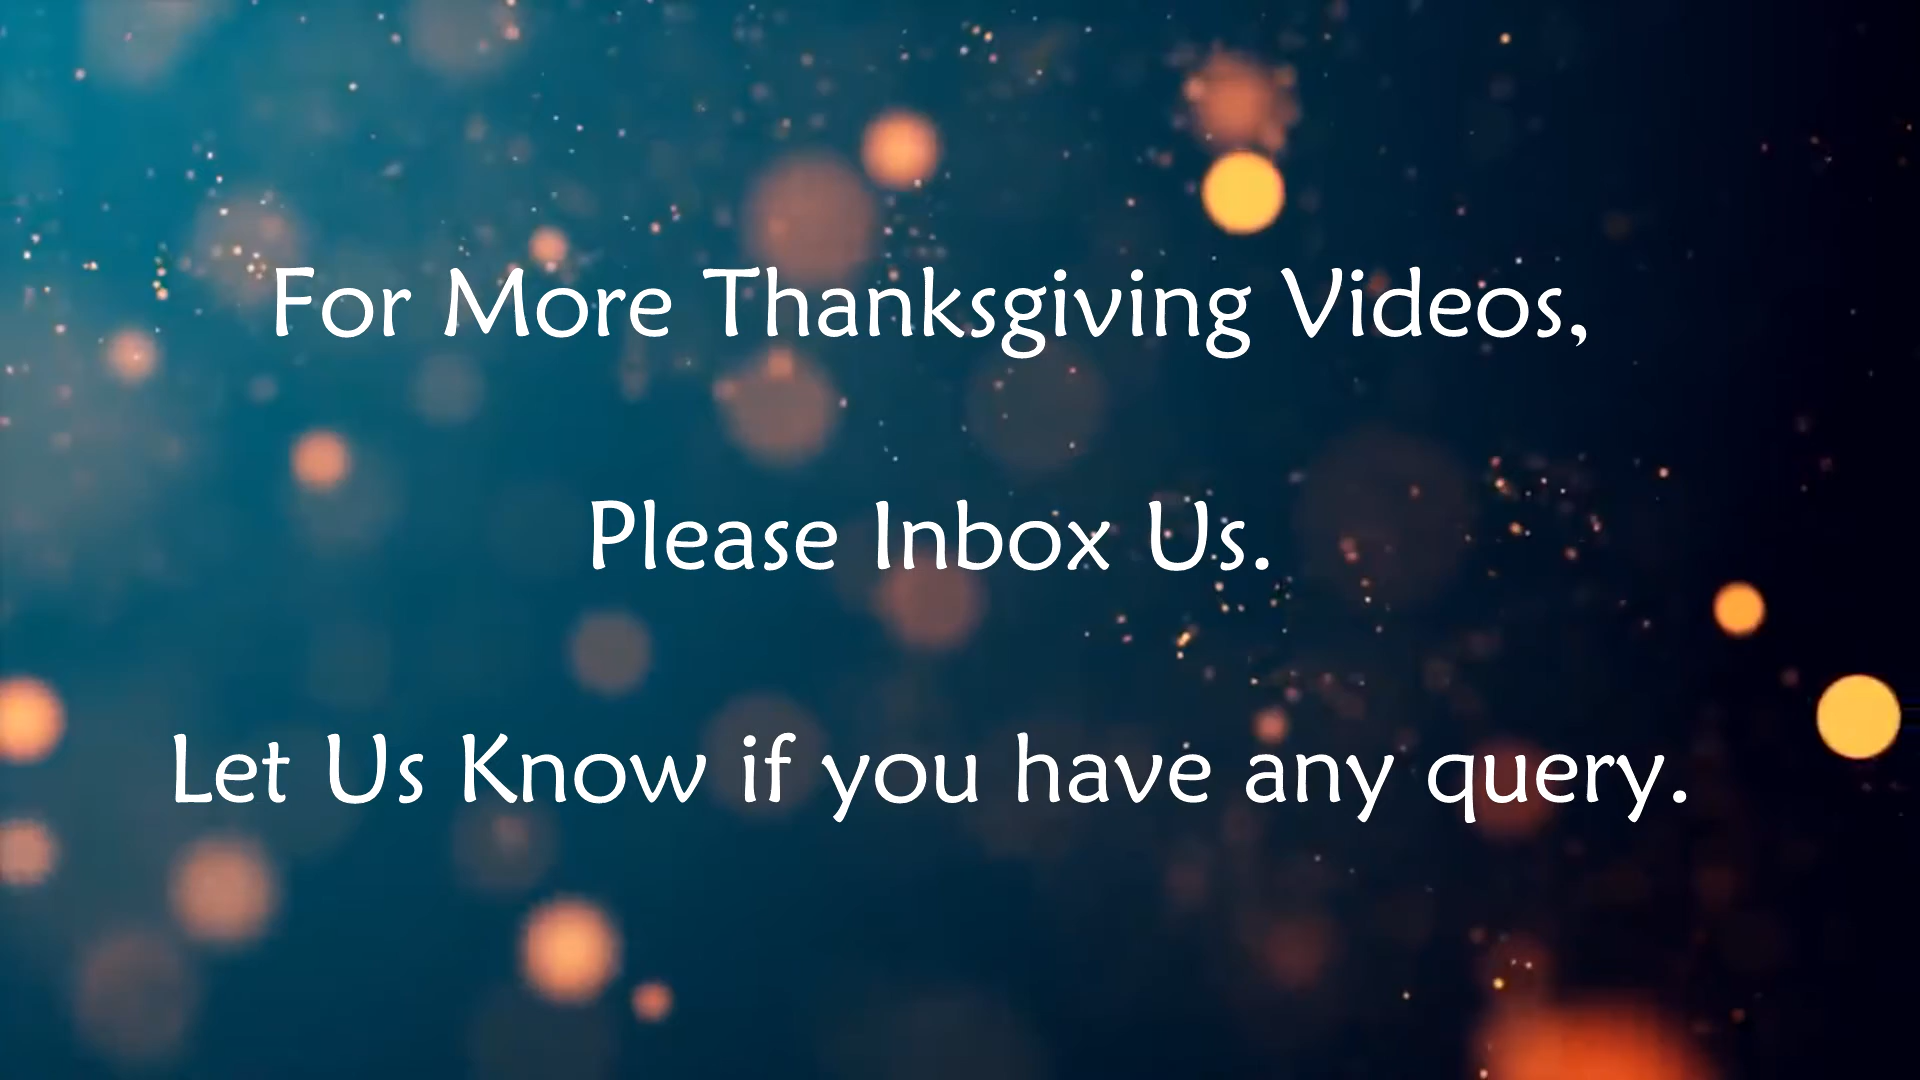 For More Thanksgiving Videos,
Please Inbox Us.
Let Us Know if you have any query.